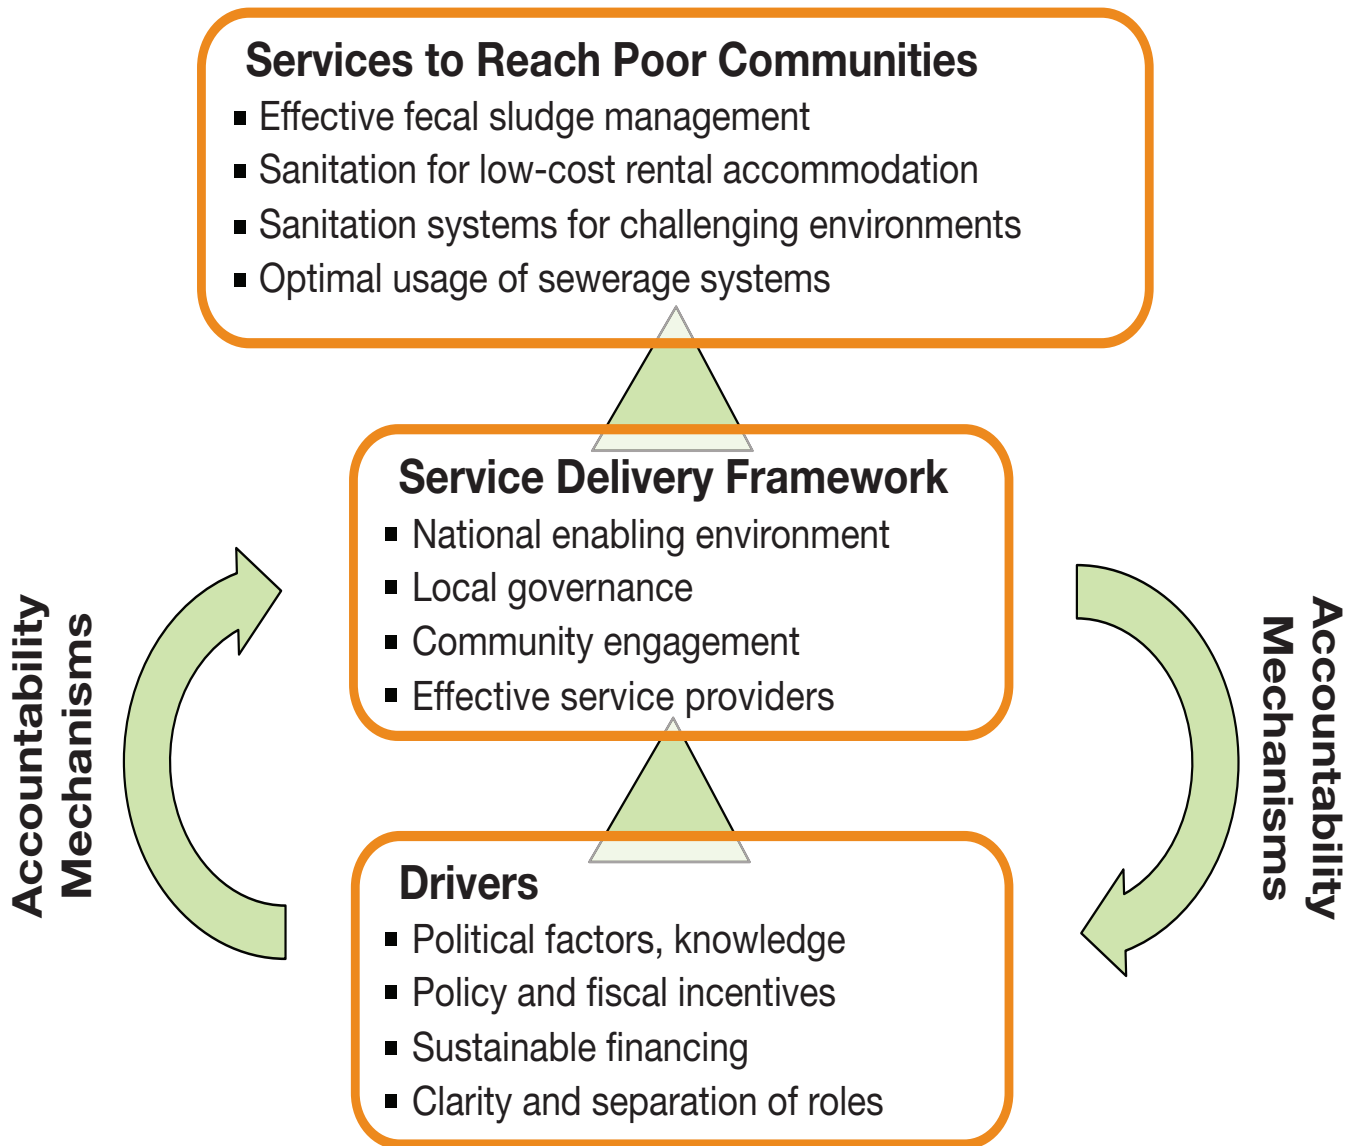 Services to Reach Poor Communities
▪ Effective fecal sludge management
▪ Sanitation for low-cost rental accommodation
▪ Sanitation systems for challenging environments
▪ Optimal usage of sewerage systems
Service Delivery Framework
▪ National enabling environment
▪ Local governance
▪ Community engagement
▪ Effective service providers
Accountability
Mechanisms
Accountability
Mechanisms
Drivers
▪ Political factors, knowledge
▪ Policy and fiscal incentives
▪ Sustainable financing
▪ Clarity and separation of roles